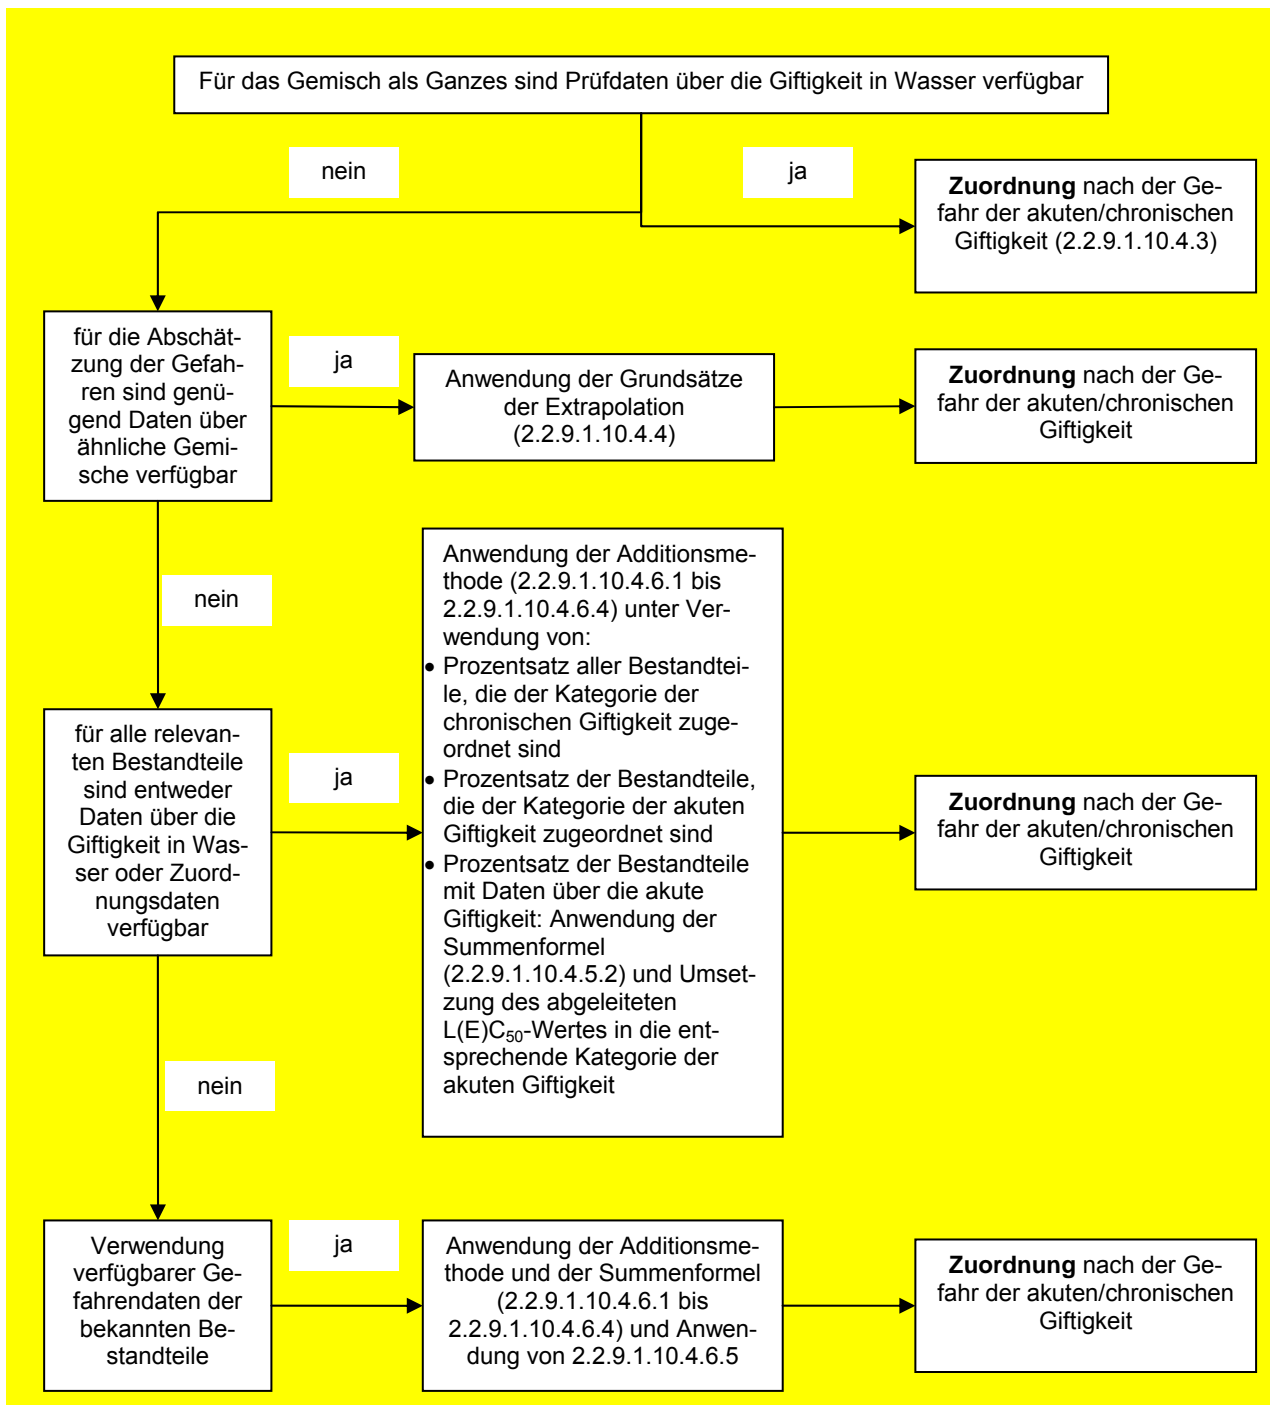 Für das Gemisch als Ganzes sind Prüfdaten über die Giftigkeit in Wasser verfügbar
nein
ja
Zuordnung nach der Ge-
fahr der akuten/chronischen
Giftigkeit (2.2.9.1.10.4.3)
für die Abschät-
zung der Gefah-
ren sind genü-
gend Daten über
ähnliche Gemi-
sche verfügbar
ja
Anwendung der Grundsätze
der Extrapolation
(2.2.9.1.10.4.4)
Zuordnung nach der Ge-
fahr der akuten/chronischen
Giftigkeit
nein
für alle relevan-
ten Bestandteile
sind entweder
Daten über die
Giftigkeit in Was-
ser oder Zuord-
nungsdaten
verfügbar
ja
Anwendung der Additionsme-
thode (2.2.9.1.10.4.6.1 bis
2.2.9.1.10.4.6.4) unter Ver-
wendung von:
• Prozentsatz aller Bestandtei-
le, die der Kategorie der
chronischen Giftigkeit zuge-
ordnet sind
• Prozentsatz der Bestandteile,
die der Kategorie der akuten
Giftigkeit zugeordnet sind
• Prozentsatz der Bestandteile
mit Daten über die akute
Giftigkeit: Anwendung der
Summenformel
(2.2.9.1.10.4.5.2) und Umset-
zung des abgeleiteten
L(E)C₅₀-Wertes in die ent-
sprechende Kategorie der
akuten Giftigkeit
Zuordnung nach der Ge-
fahr der akuten/chronischen
Giftigkeit
nein
Verwendung
verfügbarer Ge-
fahrendaten der
bekannten Be-
standteile
ja
Anwendung der Additionsme-
thode und der Summenformel
(2.2.9.1.10.4.6.1 bis
2.2.9.1.10.4.6.4) und Anwen-
dung von 2.2.9.1.10.4.6.5
Zuordnung nach der Ge-
fahr der akuten/chronischen
Giftigkeit